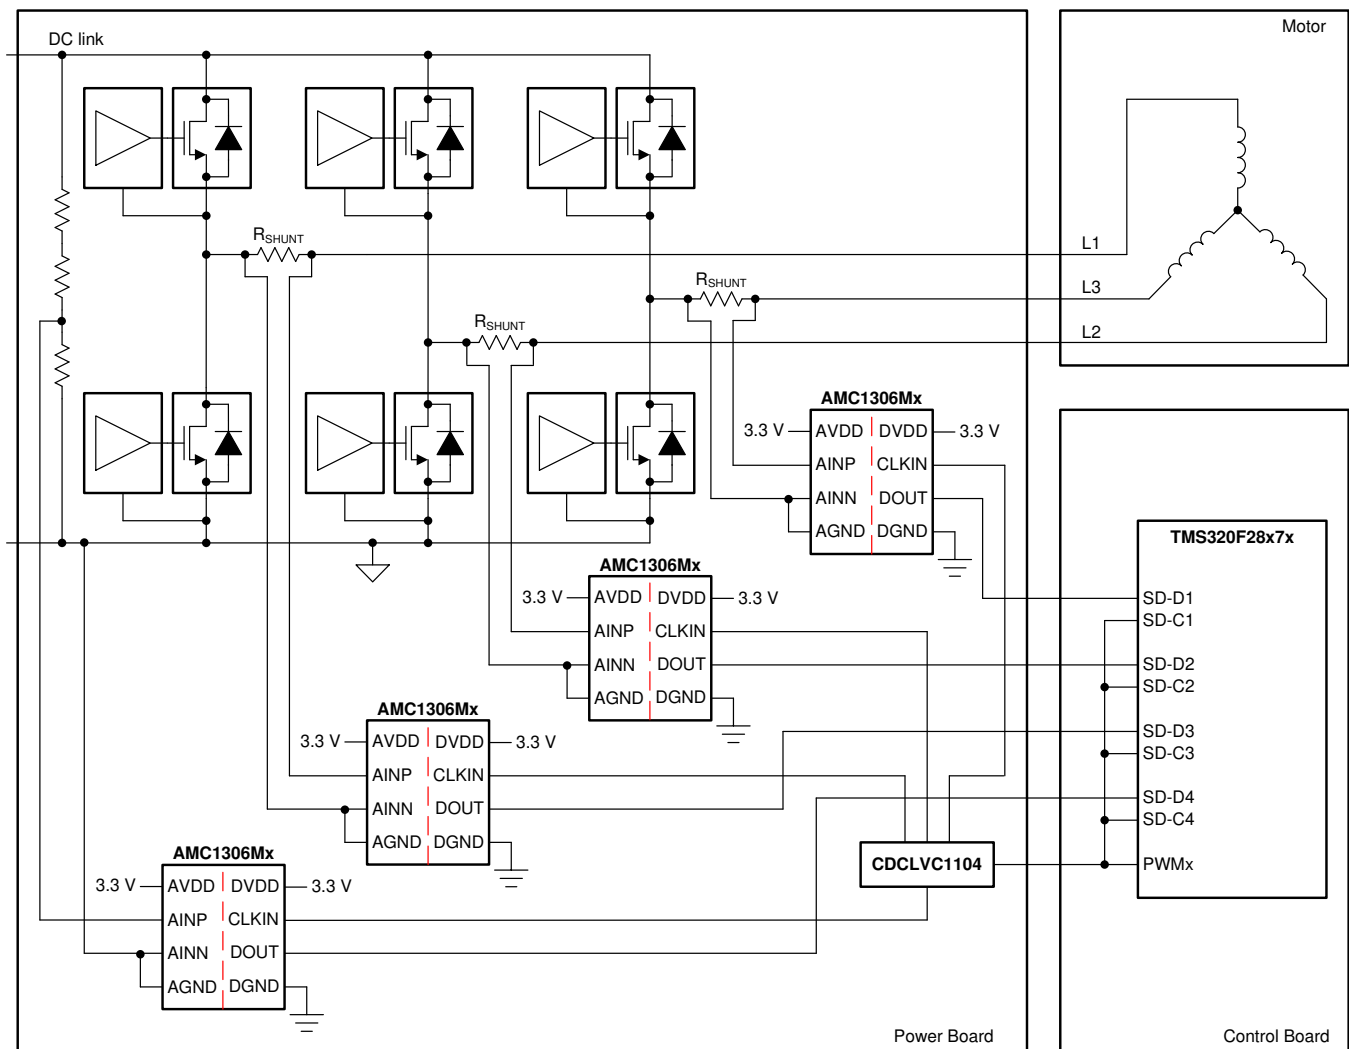 DC link
Motor
R_SHUNT
L1
R_SHUNT
L3
R_SHUNT
L2
AMC1306Mx
3.3 V AVDD DVDD 3.3 V
AINP CLKIN
AINN DOUT
AGND DGND
TMS320F28x7x
SD-D1
SD-C1
SD-D2
SD-C2
SD-D3
SD-C3
SD-D4
SD-C4
PWMx
AMC1306Mx
3.3 V AVDD DVDD 3.3 V
AINP CLKIN
AINN DOUT
AGND DGND
AMC1306Mx
3.3 V AVDD DVDD 3.3 V
AINP CLKIN
AINN DOUT
AGND DGND
CDCLVC1104
AMC1306Mx
3.3 V AVDD DVDD 3.3 V
AINP CLKIN
AINN DOUT
AGND DGND
Power Board
Control Board